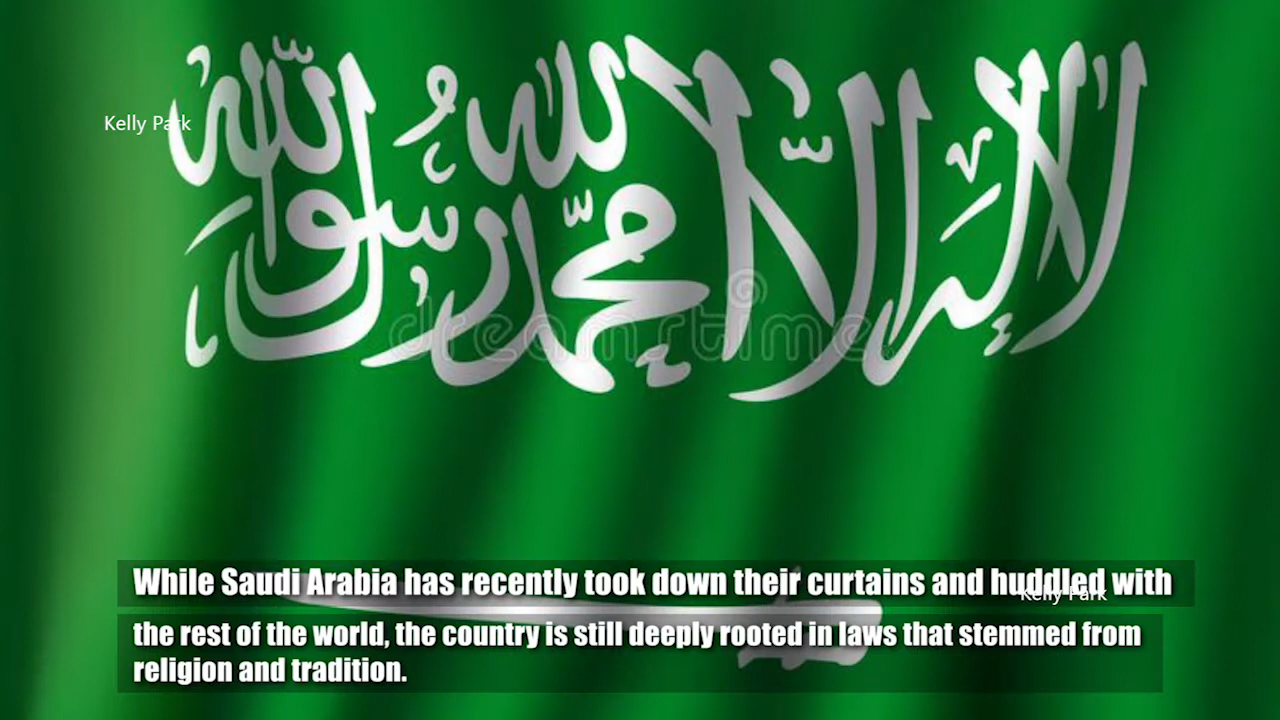 لا إله إلا الله محمد رسول الله
Kelly Park
dreamstime
While Saudi Arabia has recently took down their curtains and huddled with
Kelly Park
the rest of the world, the country is still deeply rooted in laws that stemmed from
religion and tradition.